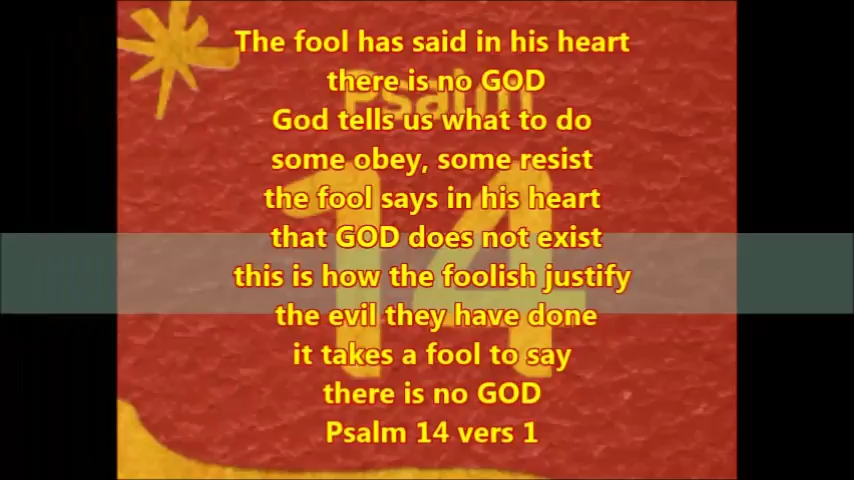 The fool has said in his heart
there is no GOD
Psalm
God tells us what to do
some obey, some resist
the fool says in his heart
14
that GOD does not exist
this is how the foolish justify
the evil they have done
it takes a fool to say
there is no GOD
Psalm 14 vers 1